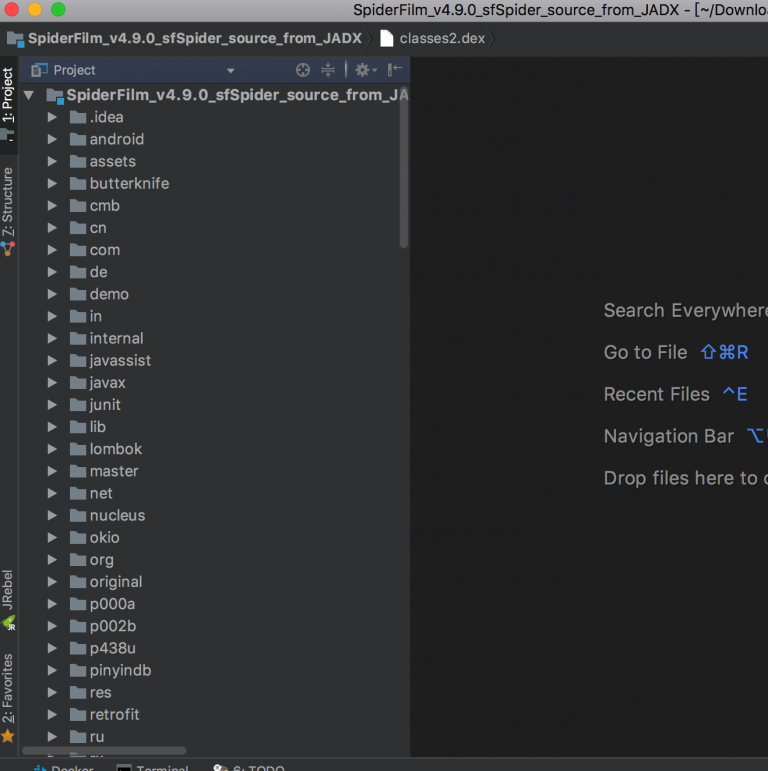 SpiderFilm_v4.9.0_sfSpider_source_from_JADX - [~/Downlo
SpiderFilm_v4.9.0_sfSpider_source_from_JADX
classes2.dex
Project
1: Project
7: Structure
JRebel
2: Favorites
SpiderFilm_v4.9.0_sfSpider_source_from_JA
.idea
android
assets
butterknife
cmb
cn
com
de
demo
in
internal
javassist
javax
junit
lib
lombok
master
net
nucleus
okio
org
original
p000a
p002b
p438u
pinyindb
res
retrofit
ru
Search Everywhere
Go to File ⇧⌘R
Recent Files ^E
Navigation Bar ⌥
Drop files here to
Docker
Terminal
6: TODO